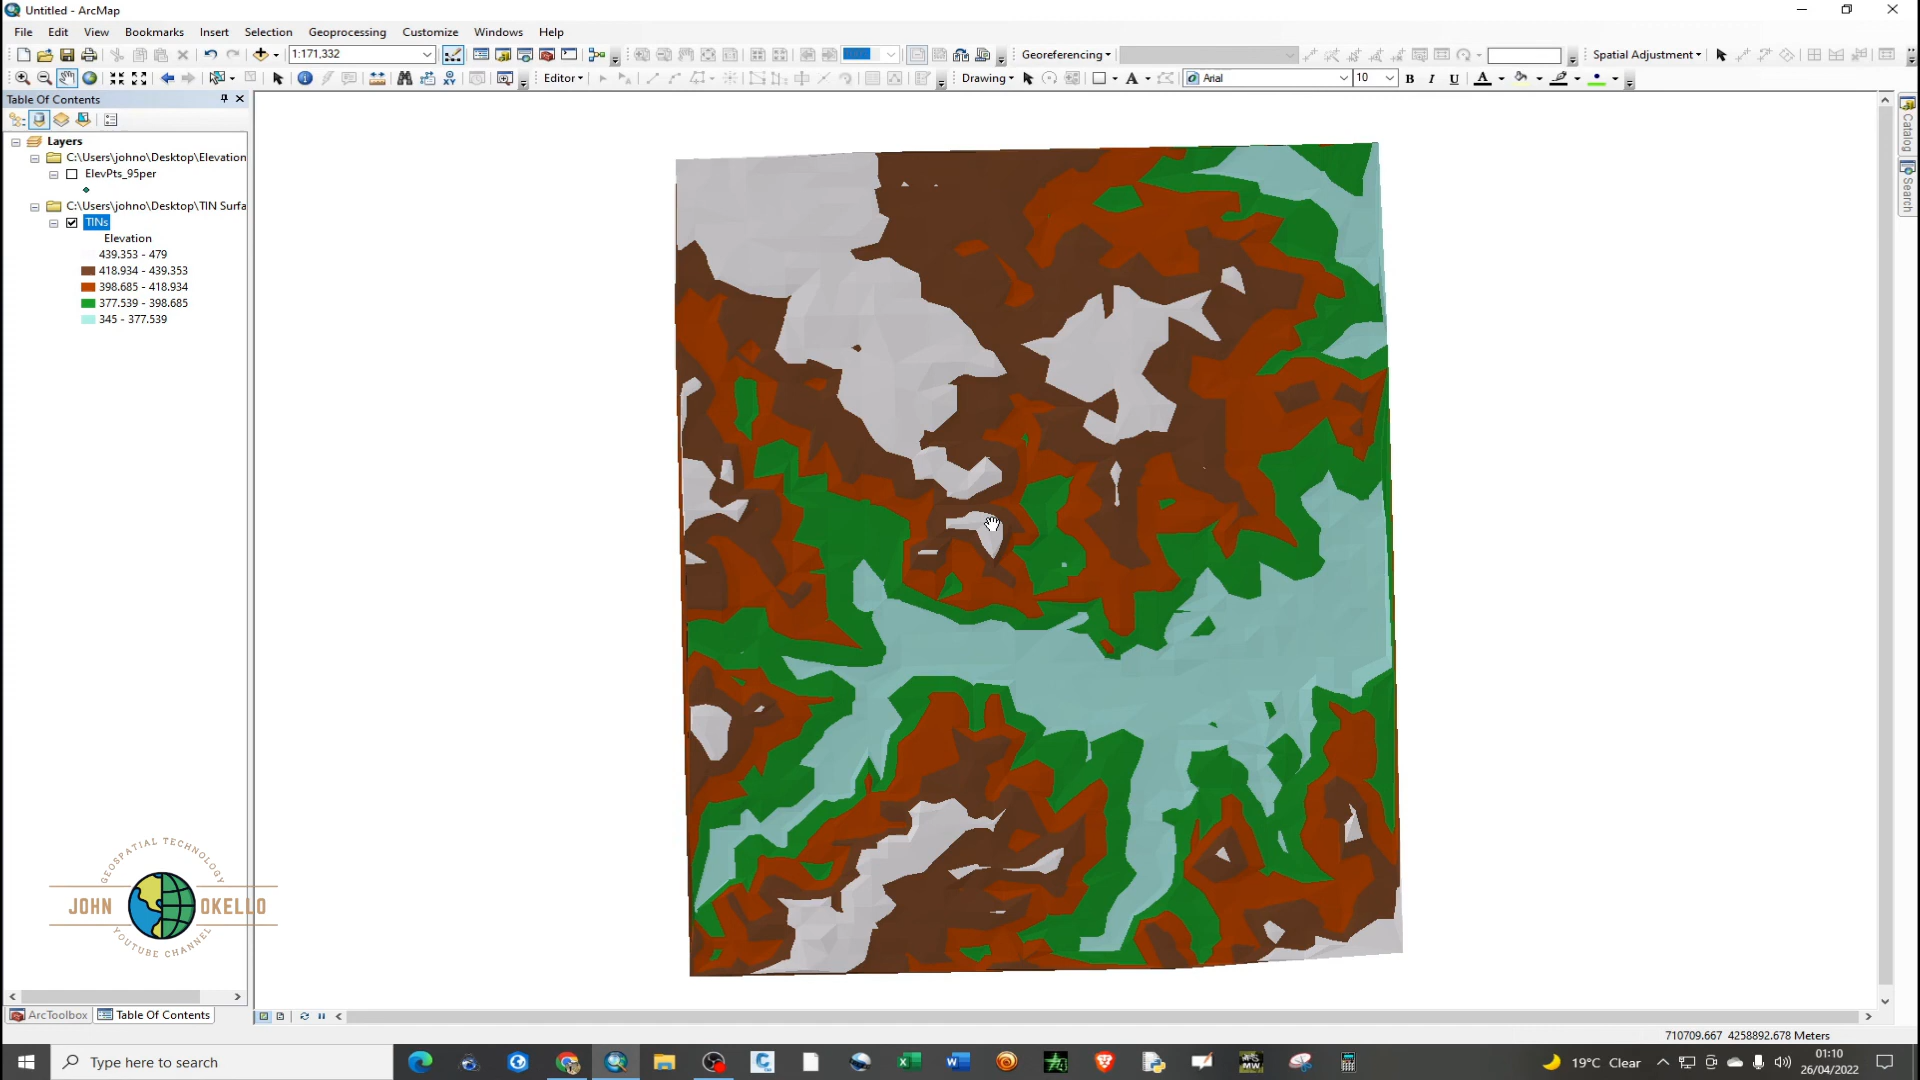 Untitled - ArcMap
File Edit View Bookmarks Insert Selection Geoprocessing Customize Windows Help
1:171,332
Georeferencing
Spatial Adjustment
Editor
Drawing
Arial
10
B I U
Table Of Contents
Layers
C:\Users\johno\Desktop\Elevation
ElevPts_95per
C:\Users\johno\Desktop\TIN Surfa
TINs
Elevation
439.353 - 479
418.934 - 439.353
398.685 - 418.934
377.539 - 398.685
345 - 377.539
Catalog
Search
GEOSPATIAL TECHNOLOGY
JOHN OKELLO
YOUTUBE CHANNEL
ArcToolbox
Table Of Contents
710709.667 4258892.678 Meters
Type here to search
19°C Clear
01:10
26/04/2022